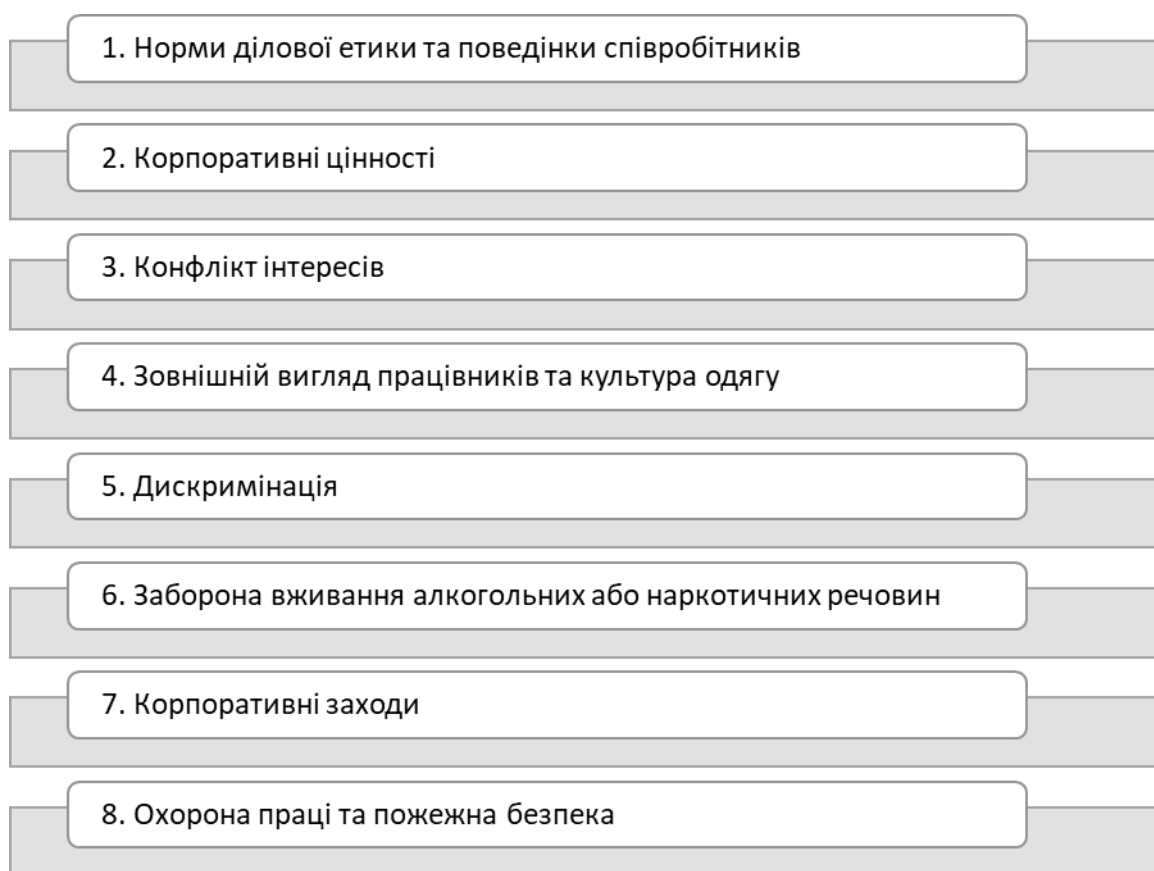 1. Норми ділової етики та поведінки співробітників
2. Корпоративні цінності
3. Конфлікт інтересів
4. Зовнішній вигляд працівників та культура одягу
5. Дискримінація
6. Заборона вживання алкогольних або наркотичних речовин
7. Корпоративні заходи
8. Охорона праці та пожежна безпека